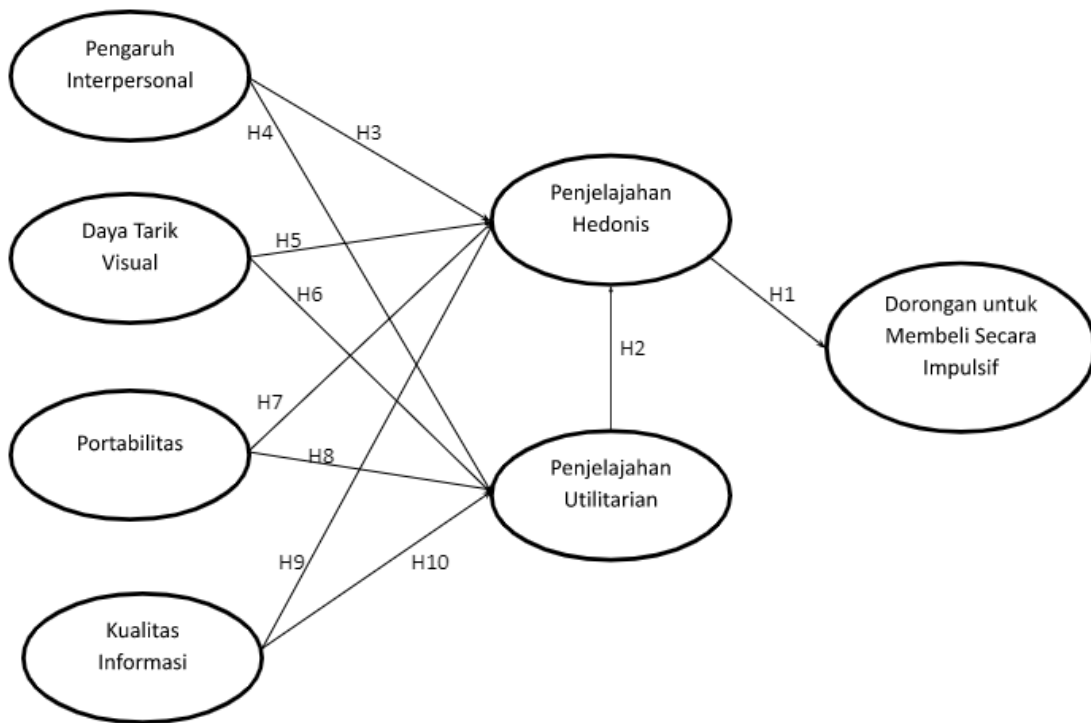 Pengaruh
Interpersonal
H4
H3
Penjelajahan
Hedonis
Daya Tarik
Visual
H5
H6
H1
Dorongan untuk
Membeli Secara
Impulsif
H2
H7
Portabilitas
H8
Penjelajahan
Utilitarian
H9
H10
Kualitas
Informasi